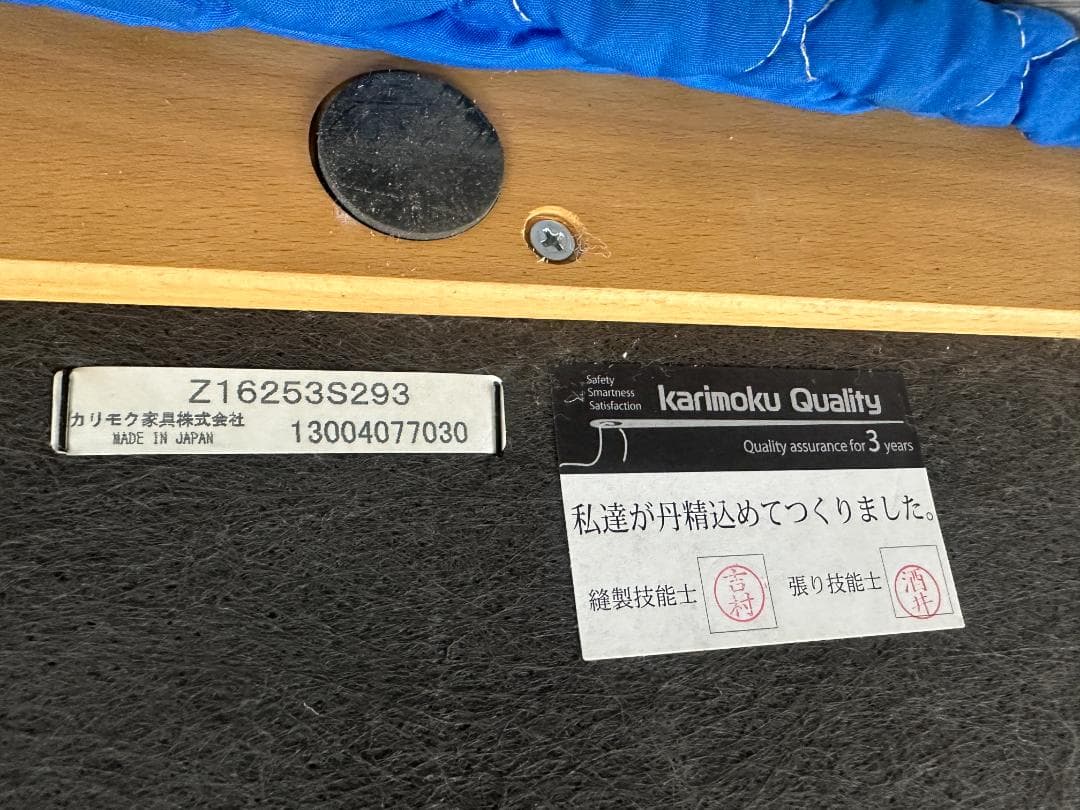 Z16253S293
カリモク家具株式会社
MADE IN JAPAN 13004077030
Safety
Smartness
Satisfaction
karimoku Quality
Quality assurance for 3 years
私達が丹精込めてつくりました。
縫製技能士 吉村 張り技能士 酒井